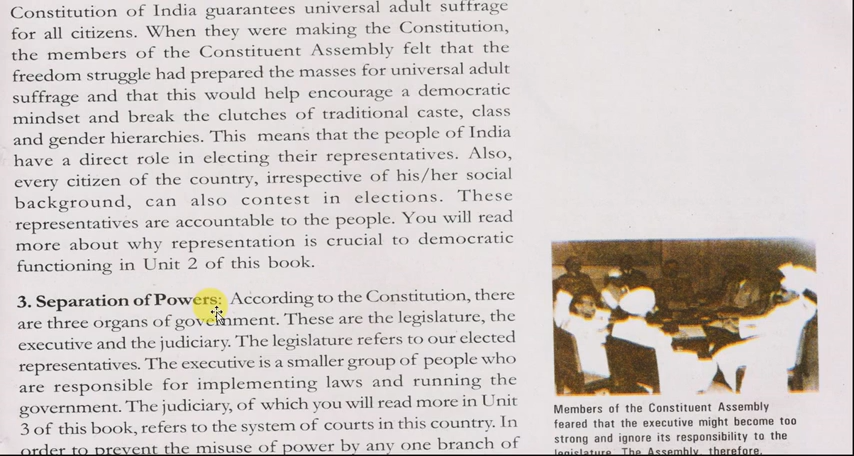 Constitution of India guarantees universal adult suffrage
for all citizens. When they were making the Constitution,
the members of the Constituent Assembly felt that the
freedom struggle had prepared the masses for universal adult
suffrage and that this would help encourage a democratic
mindset and break the clutches of traditional caste, class
and gender hierarchies. This means that the people of India
have a direct role in electing their representatives. Also,
every citizen of the country, irrespective of his/her social
background, can also contest in elections. These
representatives are accountable to the people. You will read
more about why representation is crucial to democratic
functioning in Unit 2 of this book.
3. Separation of Powers: According to the Constitution, there
are three organs of government. These are the legislature, the
executive and the judiciary. The legislature refers to our elected
representatives. The executive is a smaller group of people who
are responsible for implementing laws and running the
government. The judiciary, of which you will read more in Unit
3 of this book, refers to the system of courts in this country. In
order to prevent the misuse of power by any one branch of
Members of the Constituent Assembly
feared that the executive might become too
strong and ignore its responsibility to the
legislature. The Assembly, therefore,